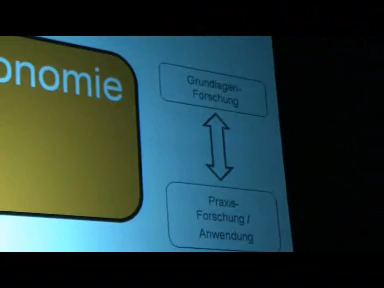 onomie
Grundlagen-
Forschung
Praxis-
Forschung /
Anwendung